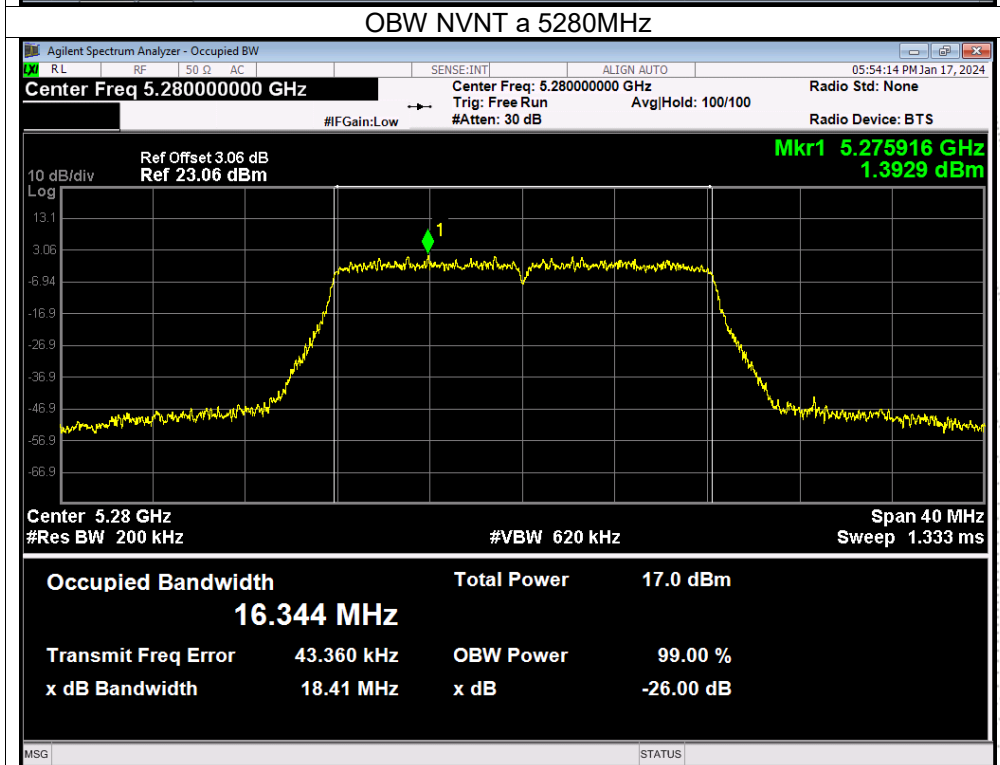 OBW NVNT a 5280MHz
Agilent Spectrum Analyzer - Occupied BW
LXI RL RF 50 Ω AC SENSE:INT ALIGN AUTO 05:54:14 PM Jan 17, 2024
Center Freq 5.280000000 GHz Center Freq: 5.280000000 GHz Radio Std: None
Trig: Free Run Avg|Hold: 100/100
#IFGain:Low #Atten: 30 dB Radio Device: BTS
Mkr1 5.275916 GHz
1.3929 dBm
Ref Offset 3.06 dB
10 dB/div Ref 23.06 dBm
Log
13.1
1
3.06
-6.94
-16.9
-26.9
-36.9
-46.9
-56.9
-66.9
Center 5.28 GHz Span 40 MHz
#Res BW 200 kHz #VBW 620 kHz Sweep 1.333 ms
Occupied Bandwidth Total Power 17.0 dBm
16.344 MHz
Transmit Freq Error 43.360 kHz OBW Power 99.00 %
x dB Bandwidth 18.41 MHz x dB -26.00 dB
MSG STATUS